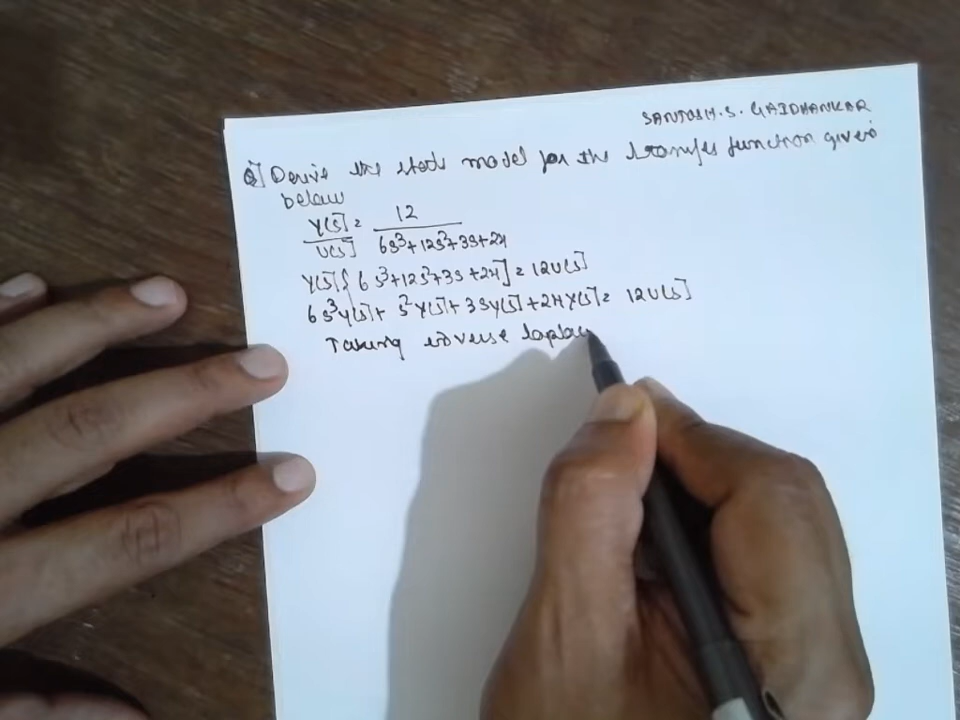 SANTOSH.S. GAIDHANKAR
Q] Derive the state model for the transfer function given
below
Y[s] = 12
U[s] 6s³+12s²+3s+24
Y[s]{6s³+12s²+3s+24] = 12U[s]
6s³Y[s]+ s²Y[s]+3sY[s]+24Y[s]= 12U[s]
Taking inverse laplac